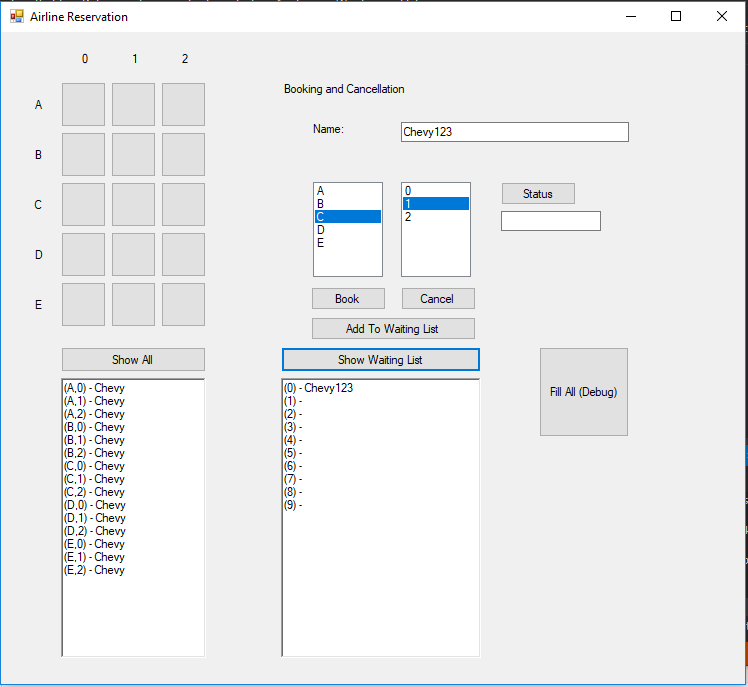 Airline Reservation
0 1 2
A
B
C
D
E
Booking and Cancellation
Name: Chevy123
A
B
C
D
E
0
1
2
Status
Book Cancel
Add To Waiting List
Show All
Show Waiting List
Fill All (Debug)
(A,0) - Chevy
(A,1) - Chevy
(A,2) - Chevy
(B,0) - Chevy
(B,1) - Chevy
(B,2) - Chevy
(C,0) - Chevy
(C,1) - Chevy
(C,2) - Chevy
(D,0) - Chevy
(D,1) - Chevy
(D,2) - Chevy
(E,0) - Chevy
(E,1) - Chevy
(E,2) - Chevy
(0) - Chevy123
(1) -
(2) -
(3) -
(4) -
(5) -
(6) -
(7) -
(8) -
(9) -